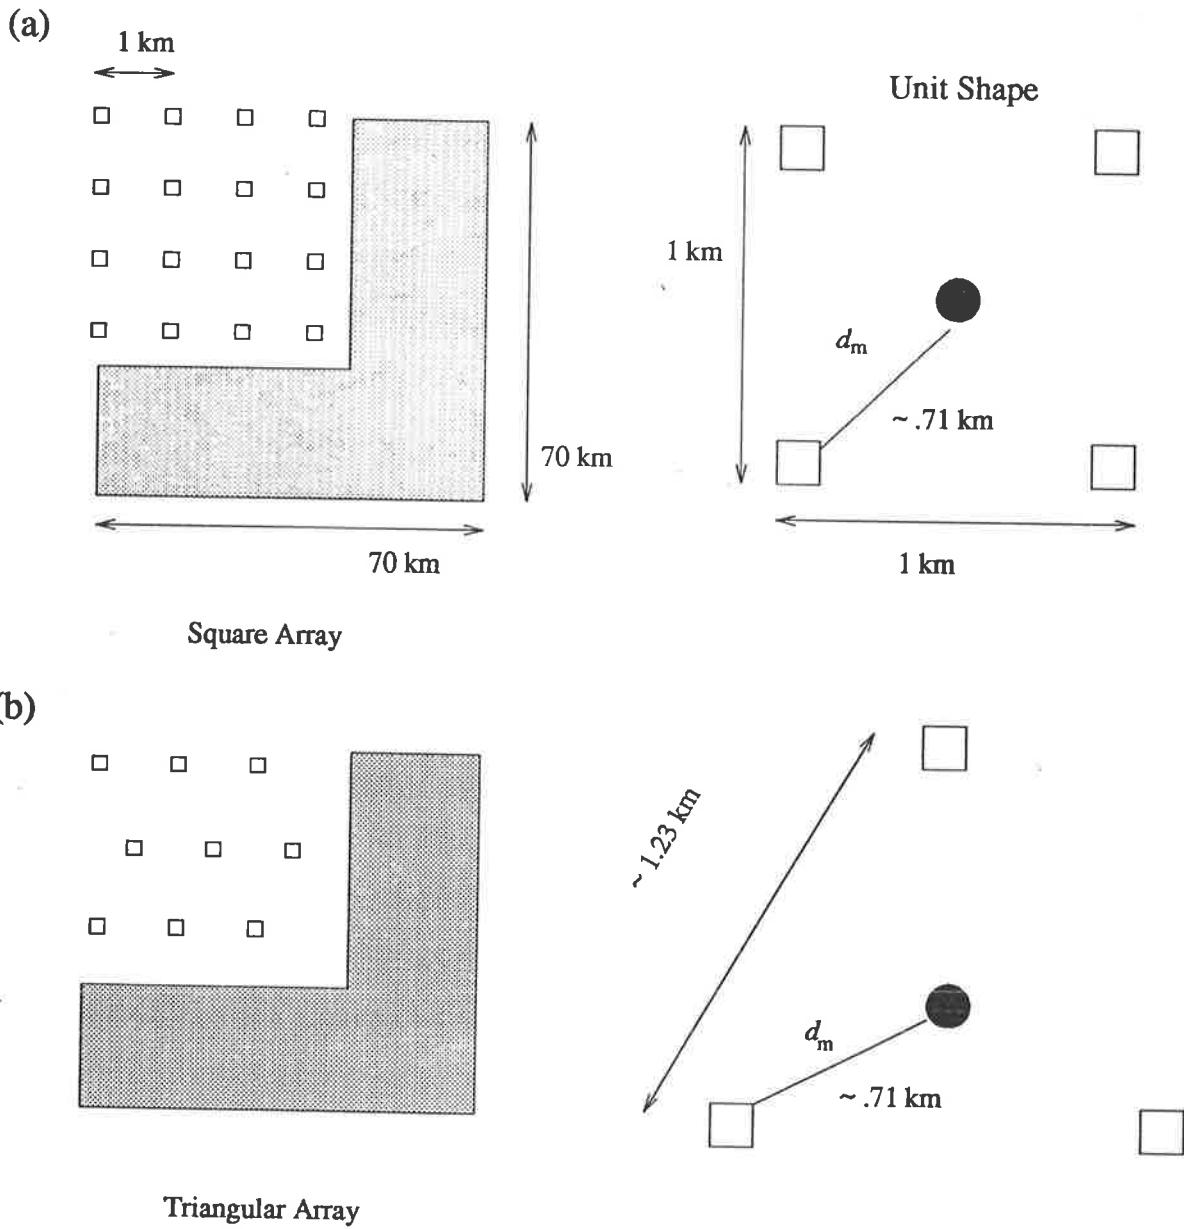 (a)
1 km
Unit Shape
1 km
d_m
~ .71 km
70 km
70 km
1 km
Square Array
(b)
~ 1.23 km
d_m
~ .71 km
Triangular Array